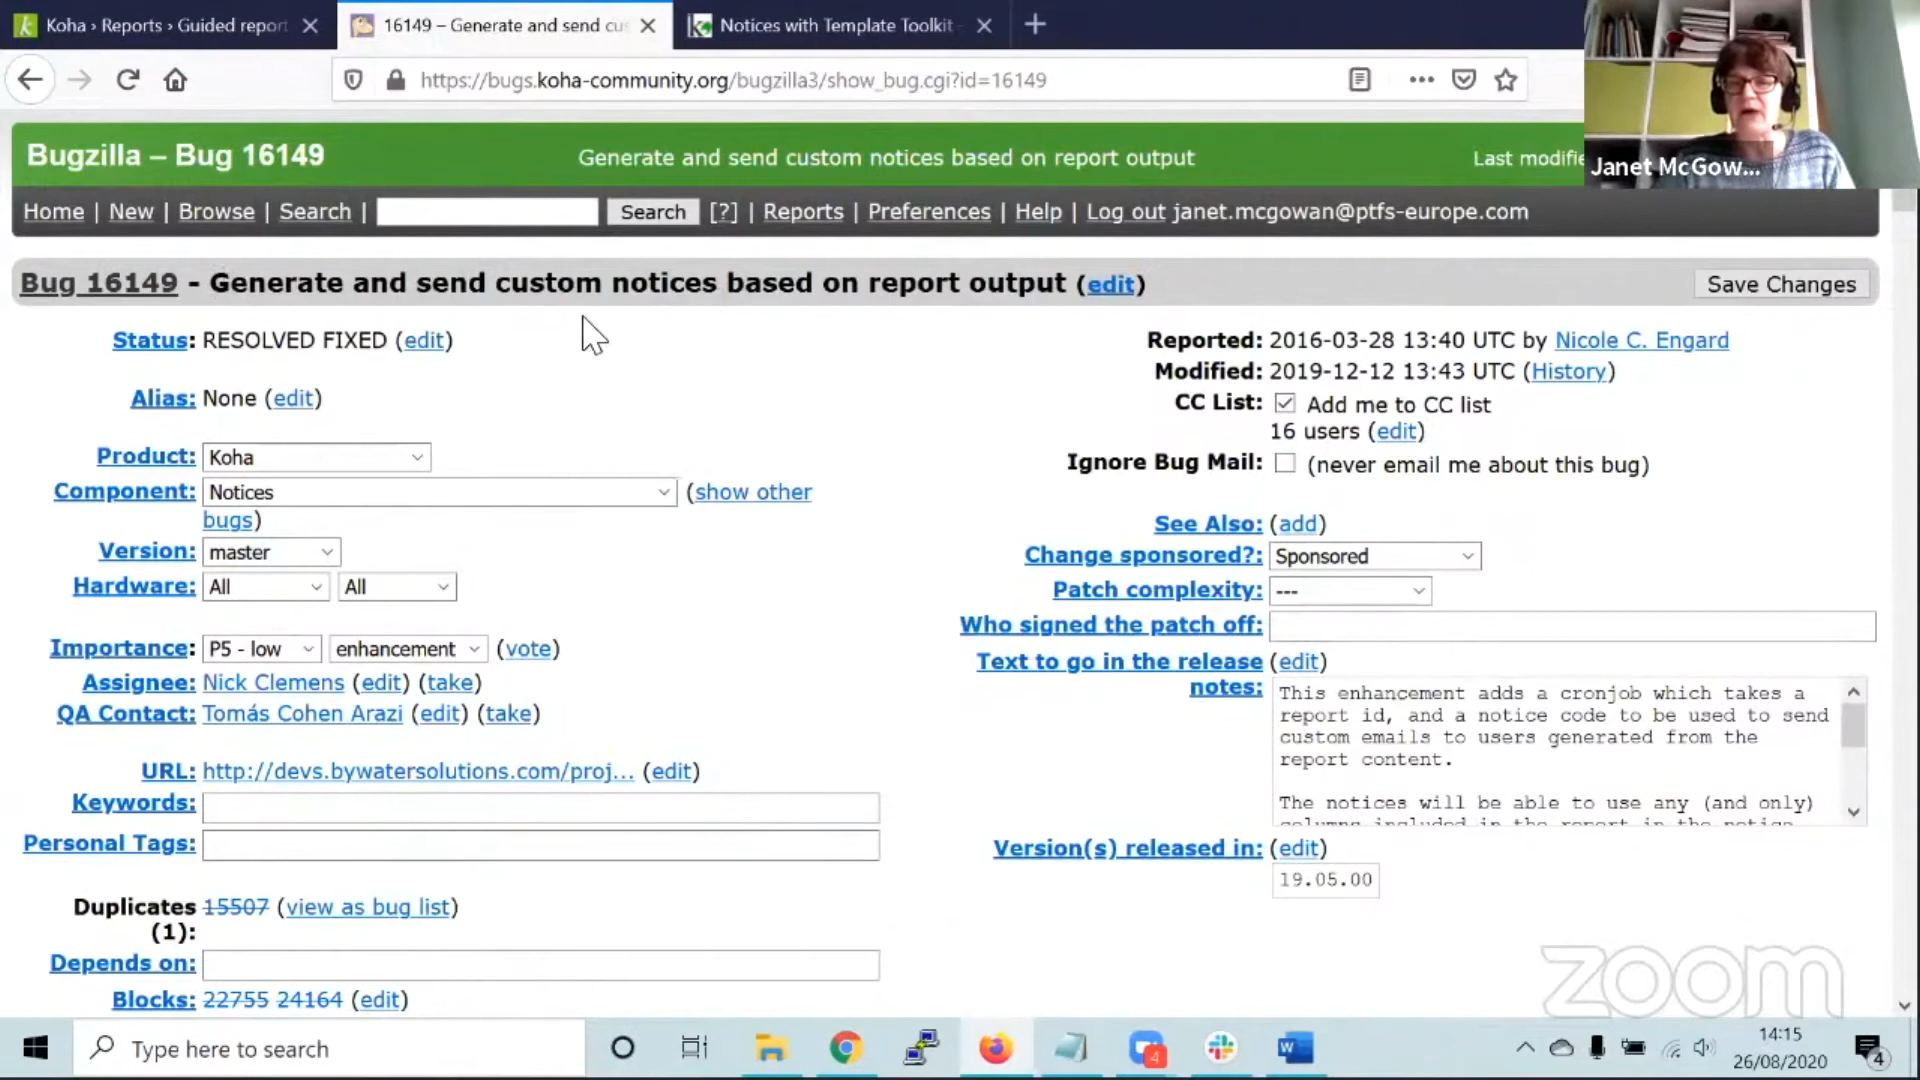 Koha › Reports › Guided report
16149 – Generate and send cus
Notices with Template Toolkit -
https://bugs.koha-community.org/bugzilla3/show_bug.cgi?id=16149
Janet McGow...
Bugzilla – Bug 16149
Generate and send custom notices based on report output
Last modifie
Home | New | Browse | Search | Search [?] | Reports | Preferences | Help | Log out janet.mcgowan@ptfs-europe.com
Bug 16149 - Generate and send custom notices based on report output (edit)
Save Changes
Status: RESOLVED FIXED (edit)
Alias: None (edit)
Product: Koha
Component: Notices (show other
bugs)
Version: master
Hardware: All All
Importance: P5 - low enhancement (vote)
Assignee: Nick Clemens (edit) (take)
QA Contact: Tomás Cohen Arazi (edit) (take)
URL: http://devs.bywatersolutions.com/proj... (edit)
Keywords:
Personal Tags:
Duplicates 15507 (view as bug list)
(1):
Depends on:
Blocks: 22755 24164 (edit)
Reported: 2016-03-28 13:40 UTC by Nicole C. Engard
Modified: 2019-12-12 13:43 UTC (History)
CC List: Add me to CC list
16 users (edit)
Ignore Bug Mail: (never email me about this bug)
See Also: (add)
Change sponsored?: Sponsored
Patch complexity: ---
Who signed the patch off:
Text to go in the release (edit)
notes:
This enhancement adds a cronjob which takes a
report id, and a notice code to be used to send
custom emails to users generated from the
report content.
The notices will be able to use any (and only)
columns included in the report in the notice
Version(s) released in: (edit)
19.05.00
zoom
Type here to search
4
14:15
26/08/2020
4